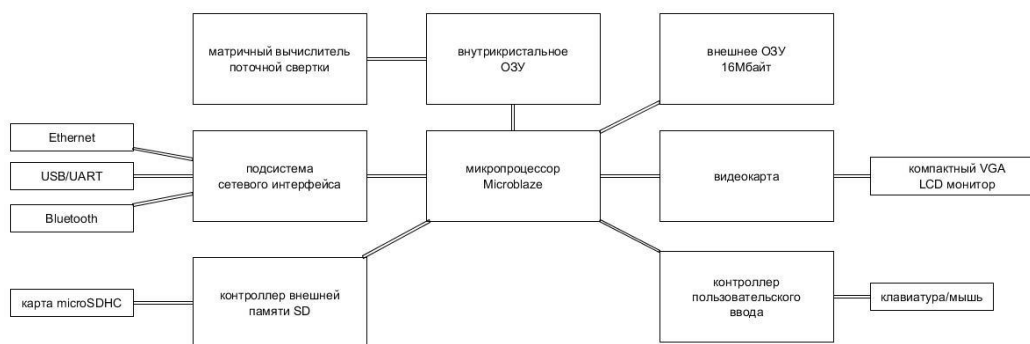 матричный вычислитель
поточной свертки
внутрикристальное
ОЗУ
внешнее ОЗУ
16Мбайт
Ethernet
USB/UART
Bluetooth
подсистема
сетевого интерфейса
микропроцессор
Microblaze
видеокарта
компактный VGA
LCD монитор
карта microSDHC
контроллер внешней
памяти SD
контроллер
пользовательского
ввода
клавиатура/мышь